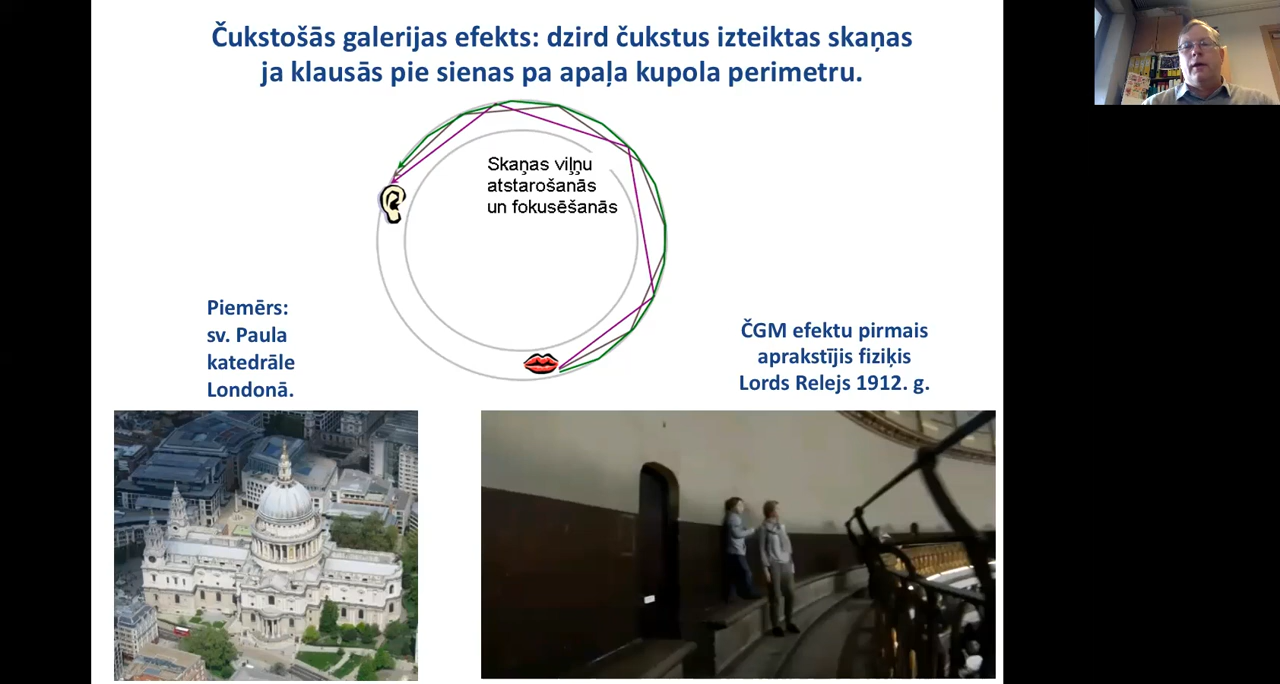 Čukstošās galerijas efekts: dzird čukstus izteiktas skaņas
ja klausās pie sienas pa apaļa kupola perimetru.
Skaņas viļņu
atstarošanās
un fokusēšanās
Piemērs:
sv. Paula
katedrāle
Londonā.
ČGM efektu pirmais
aprakstījis fiziķis
Lords Relejs 1912. g.